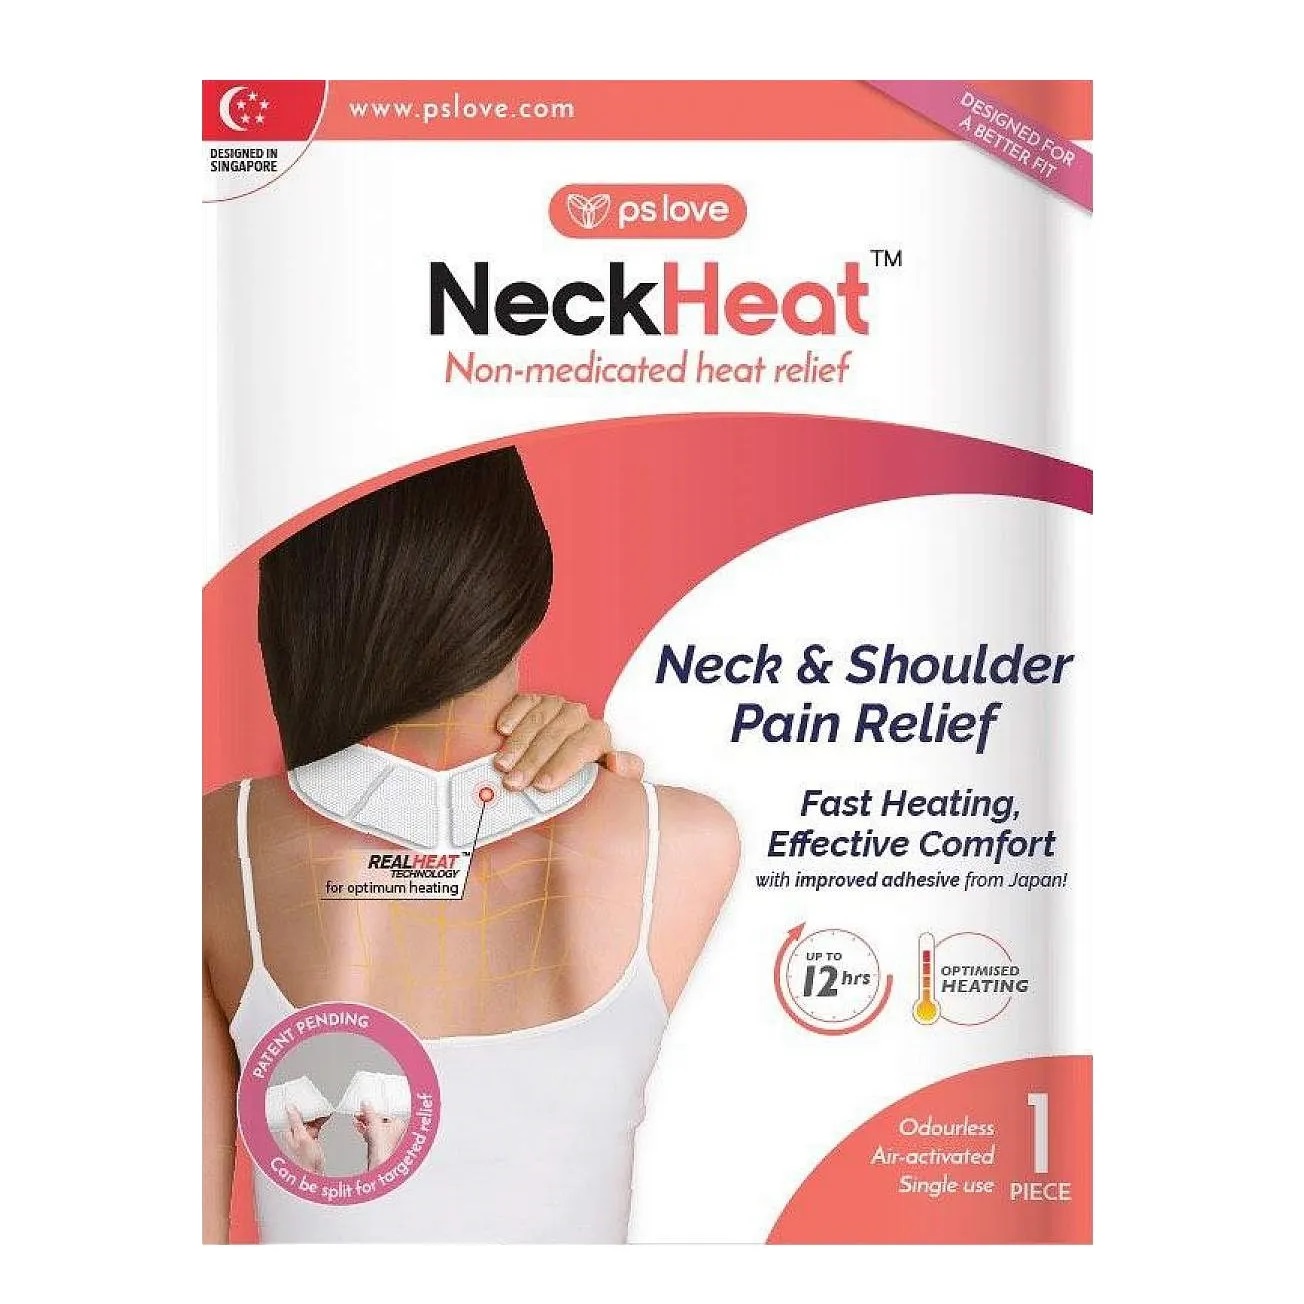 DESIGNED IN
SINGAPORE
www.pslove.com
DESIGNED FOR
A BETTER FIT
ps love
NeckHeat™
Non-medicated heat relief
Neck & Shoulder
Pain Relief
Fast Heating,
Effective Comfort
with improved adhesive from Japan!
REALHEAT™
TECHNOLOGY
for optimum heating
UP TO
12 hrs
OPTIMISED
HEATING
PATENT PENDING
Can be split for targeted relief
Odourless
Air-activated
Single use
1
PIECE